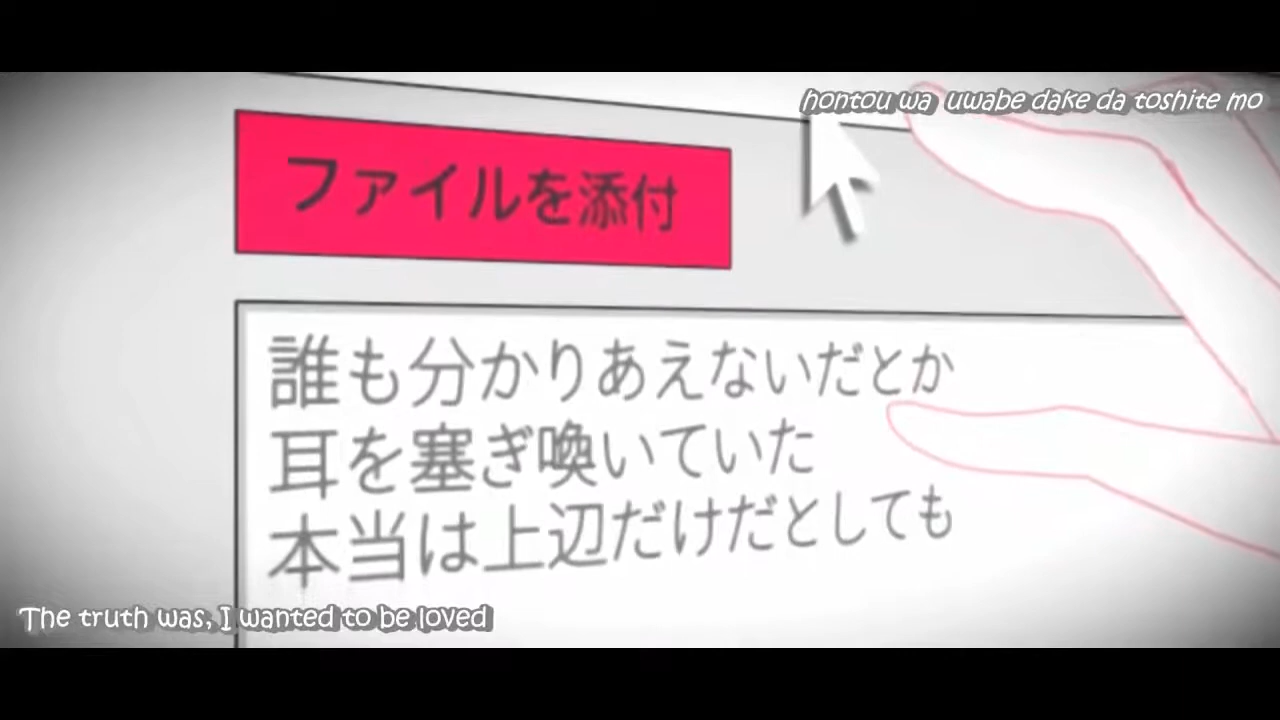 hontou wa uwabe dake da toshite mo
ファイルを添付
誰も分かりあえないだとか
耳を塞ぎ喚いていた
本当は上辺だけだとしても
The truth was, I wanted to be loved